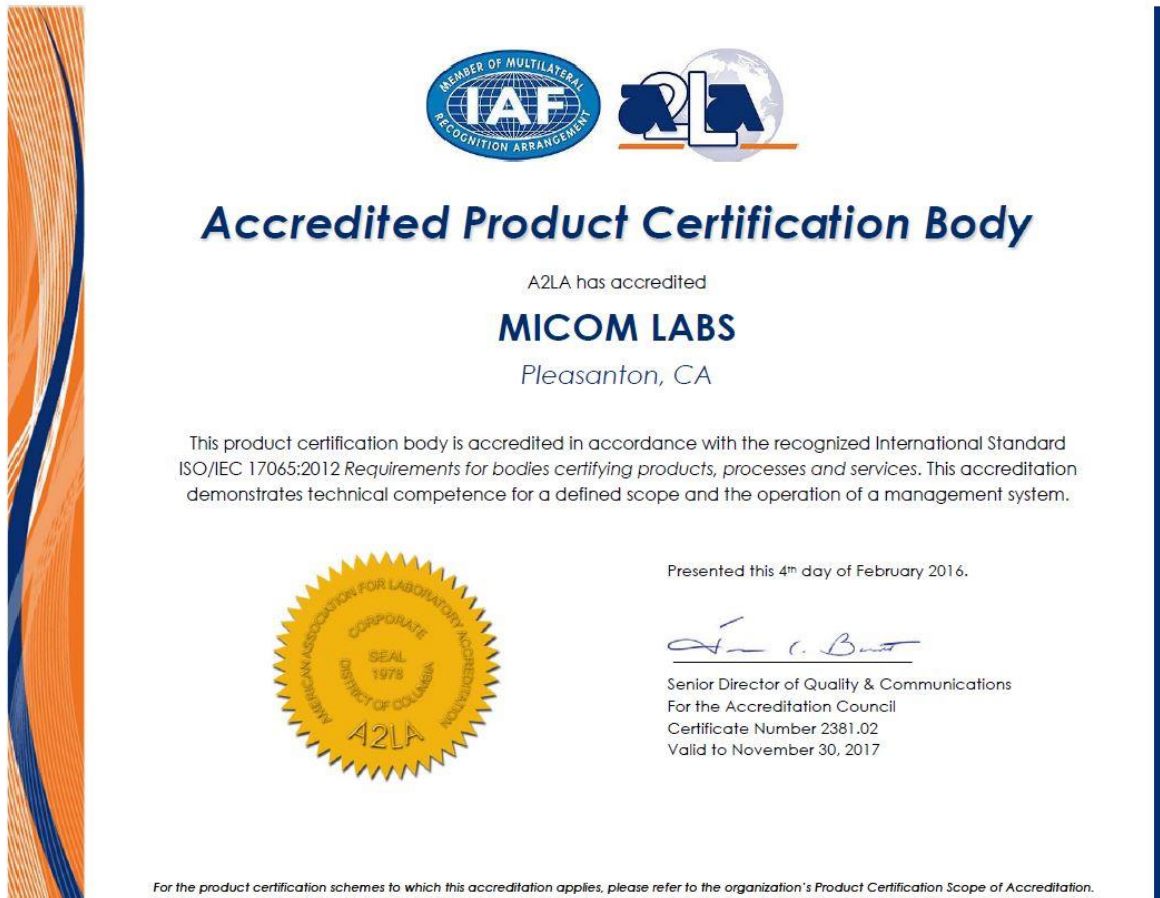 MEMBER OF MULTILATERAL
IAF
RECOGNITION ARRANGEMENT
a2La
Accredited Product Certification Body
A2LA has accredited
MICOM LABS
Pleasanton, CA
This product certification body is accredited in accordance with the recognized International Standard
ISO/IEC 17065:2012 Requirements for bodies certifying products, processes and services. This accreditation
demonstrates technical competence for a defined scope and the operation of a management system.
AMERICAN ASSOCIATION FOR LABORATORY ACCREDITATION
CORPORATE
SEAL
1978
DISTRICT OF COLUMBIA
A2LA
Presented this 4th day of February 2016.
Senior Director of Quality & Communications
For the Accreditation Council
Certificate Number 2381.02
Valid to November 30, 2017
For the product certification schemes to which this accreditation applies, please refer to the organization's Product Certification Scope of Accreditation.